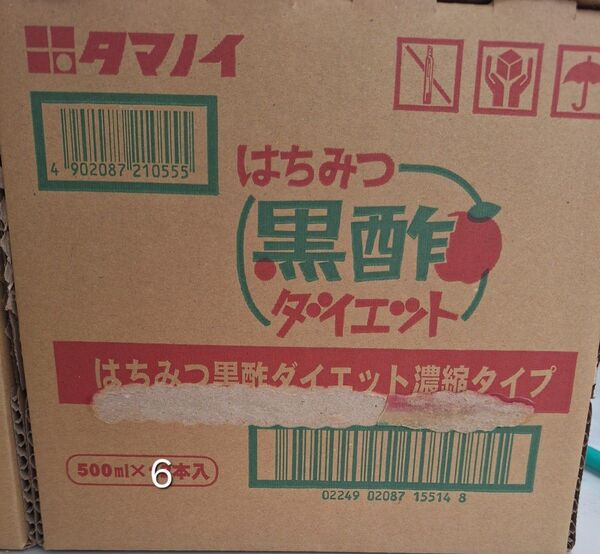 タマノイ
4 902087 210555
はちみつ
黒酢
ダイエット
はちみつ黒酢ダイエット濃縮タイプ
500ml×6本入
02249 02087 15514 8